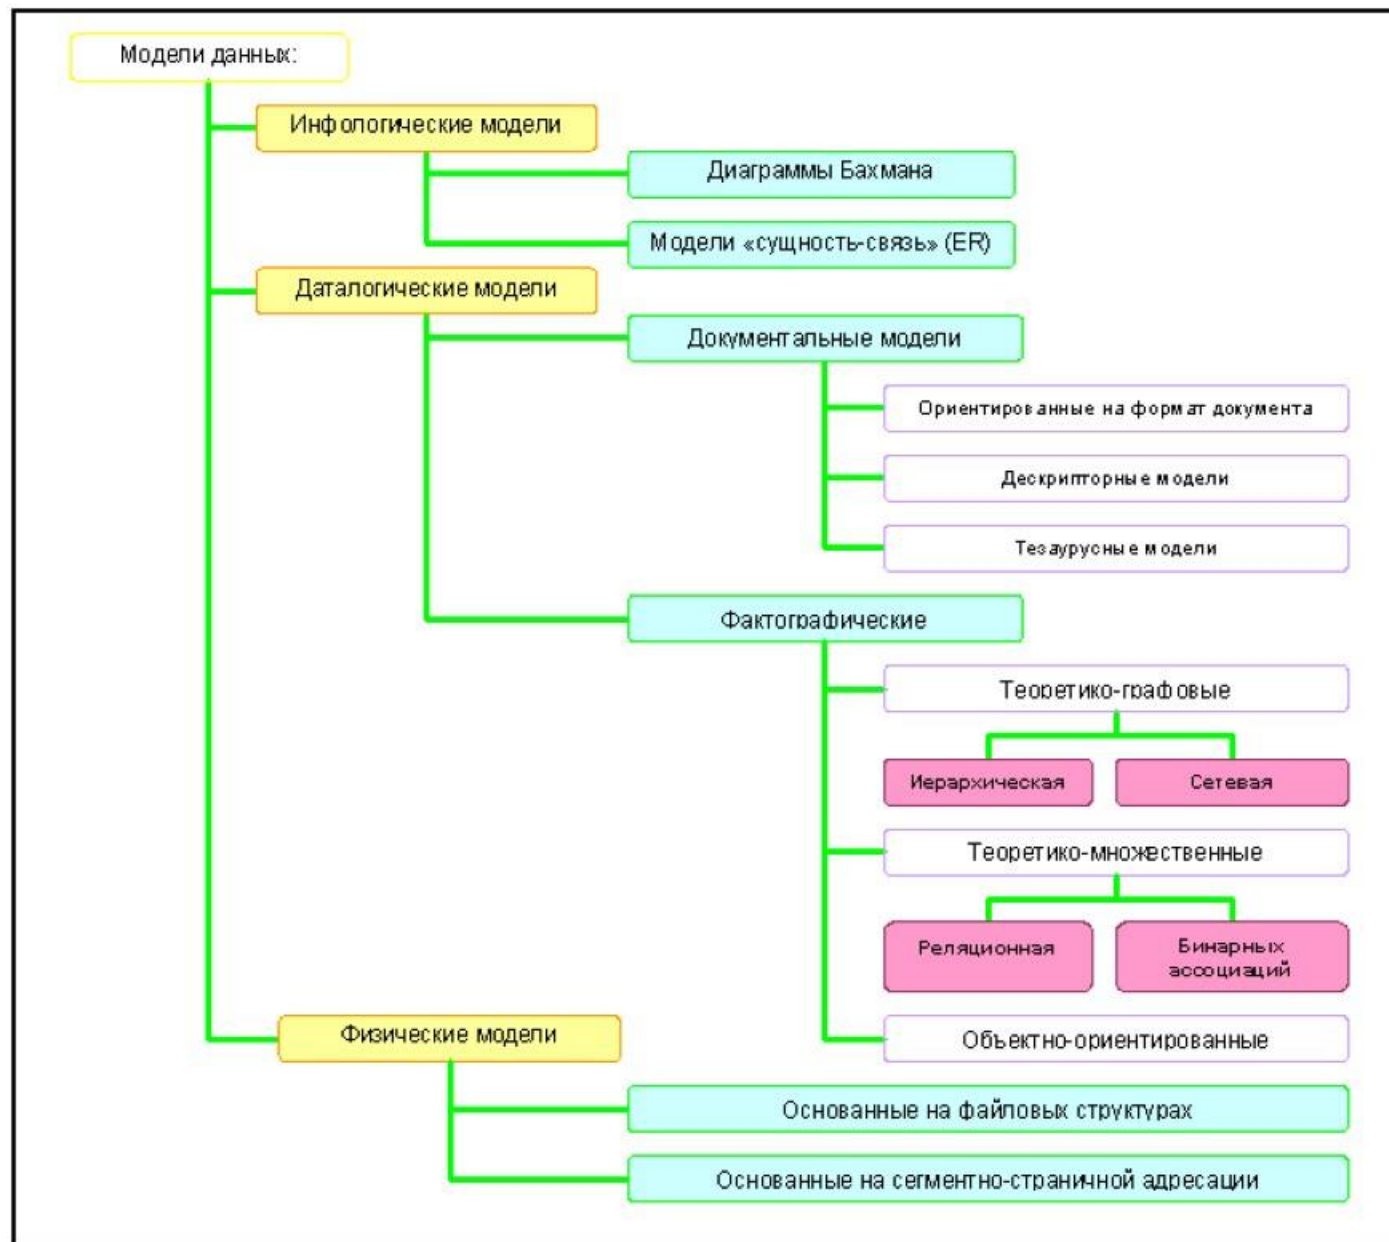 Модели данных:
Инфологические модели
Диаграммы Бахмана
Модели «сущность-связь» (ER)
Даталогические модели
Документальные модели
Ориентированные на формат документа
Дескрипторные модели
Тезаурусные модели
Фактографические
Теоретико-графовые
Иерархическая
Сетевая
Теоретико-множественные
Реляционная
Бинарных
ассоциаций
Объектно-ориентированные
Физические модели
Основанные на файловых структурах
Основанные на сегментно-страничной адресации